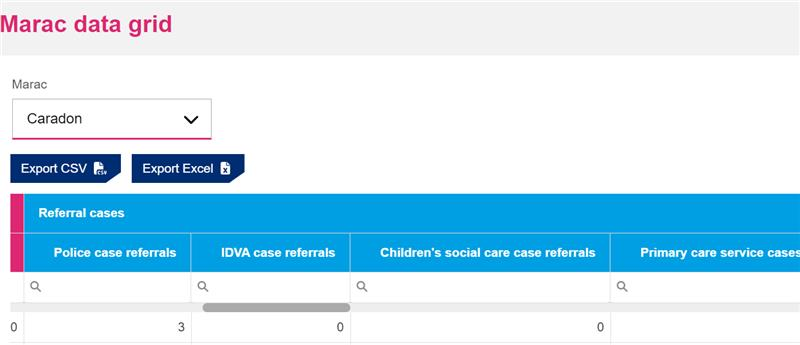 Marac data grid
Marac
Caradon
Export CSV CSV Export Excel X
Referral cases
Police case referrals IDVA case referrals Children's social care case referrals Primary care service cases
0 3 0 0